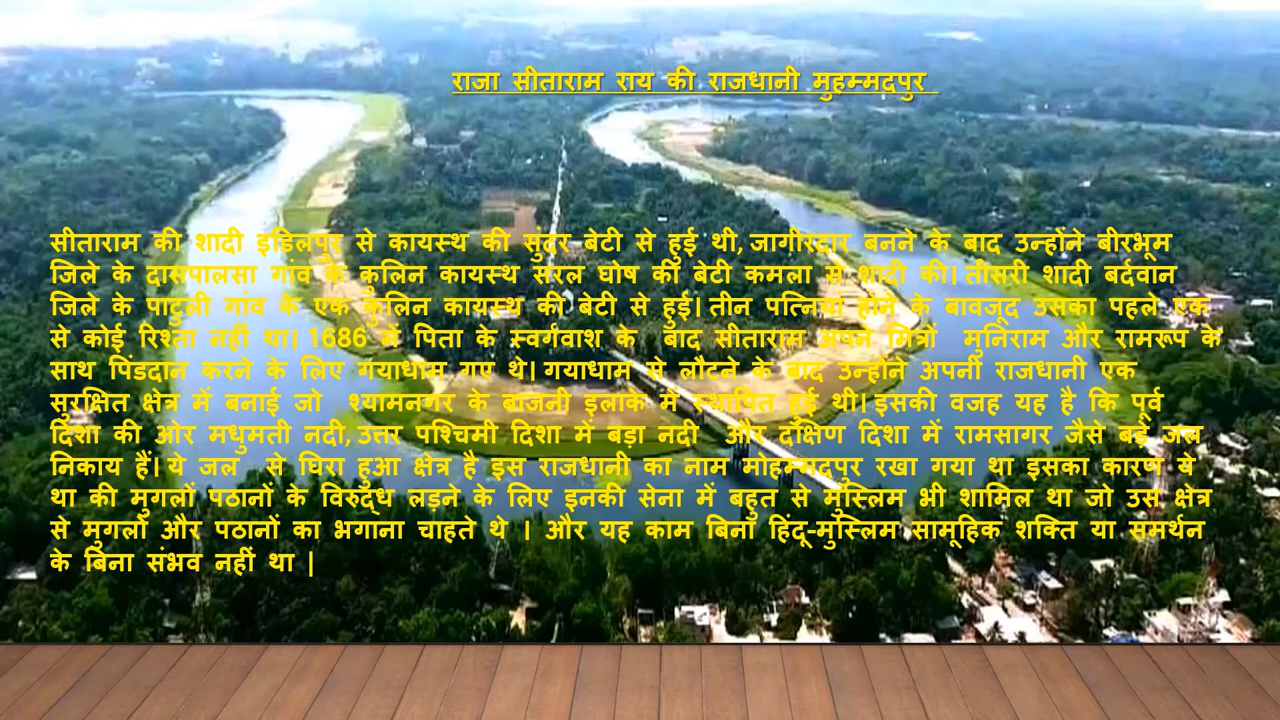 राजा सीताराम राय की राजधानी मुहम्मदपुर
सीताराम की शादी इडिलपुर से कायस्थ की सुंदर बेटी से हुई थी, जागीरदार बनने के बाद उन्होंने बीरभूम
जिले के दासपालसा गांव के कुलिन कायस्थ सरल घोष की बेटी कमला से शादी की। तीसरी शादी बर्दवान
जिले के पाटुली गांव के एक कुलिन कायस्थ की बेटी से हुई। तीन पत्नियां होने के बावजूद उसका पहले एक
से कोई रिश्ता नहीं था। 1686 में पिता के स्वर्गवाश के बाद सीताराम अपने मित्रों मुनिराम और रामरूप के
साथ पिंडदान करने के लिए गयाधाम गए थे। गयाधाम से लौटने के बाद उन्होंने अपनी राजधानी एक
सुरक्षित क्षेत्र में बनाई जो श्यामनगर के बाजनी इलाके में स्थापित हुई थी। इसकी वजह यह है कि पूर्व
दिशा की ओर मधुमती नदी, उत्तर पश्चिमी दिशा में बड़ा नदी और दक्षिण दिशा में रामसागर जैसे बड़े जल
निकाय हैं। ये जल से घिरा हुआ क्षेत्र है इस राजधानी का नाम मोहम्मदपुर रखा गया था इसका कारण ये
था की मुगलों पठानों के विरुद्ध लड़ने के लिए इनकी सेना में बहुत से मुस्लिम भी शामिल था जो उस क्षेत्र
से मुगलों और पठानों का भगाना चाहते थे । और यह काम बिना हिंदू-मुस्लिम सामूहिक शक्ति या समर्थन
के बिना संभव नहीं था |